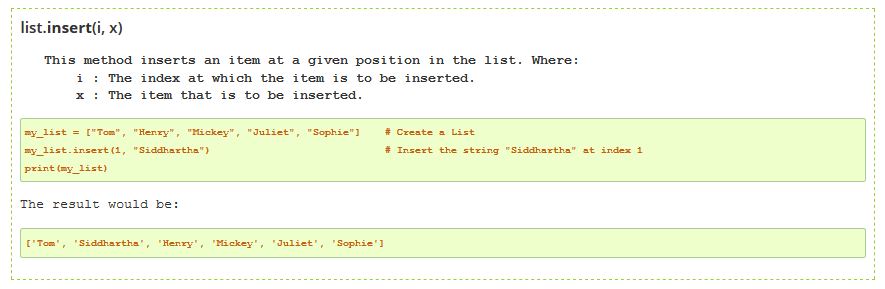 list.insert(i, x)
This method inserts an item at a given position in the list. Where:
i : The index at which the item is to be inserted.
x : The item that is to be inserted.
my_list = ["Tom", "Henry", "Mickey", "Juliet", "Sophie"]    # Create a List
my_list.insert(1, "Siddhartha")    # Insert the string "Siddhartha" at index 1
print(my_list)
The result would be:
['Tom', 'Siddhartha', 'Henry', 'Mickey', 'Juliet', 'Sophie']